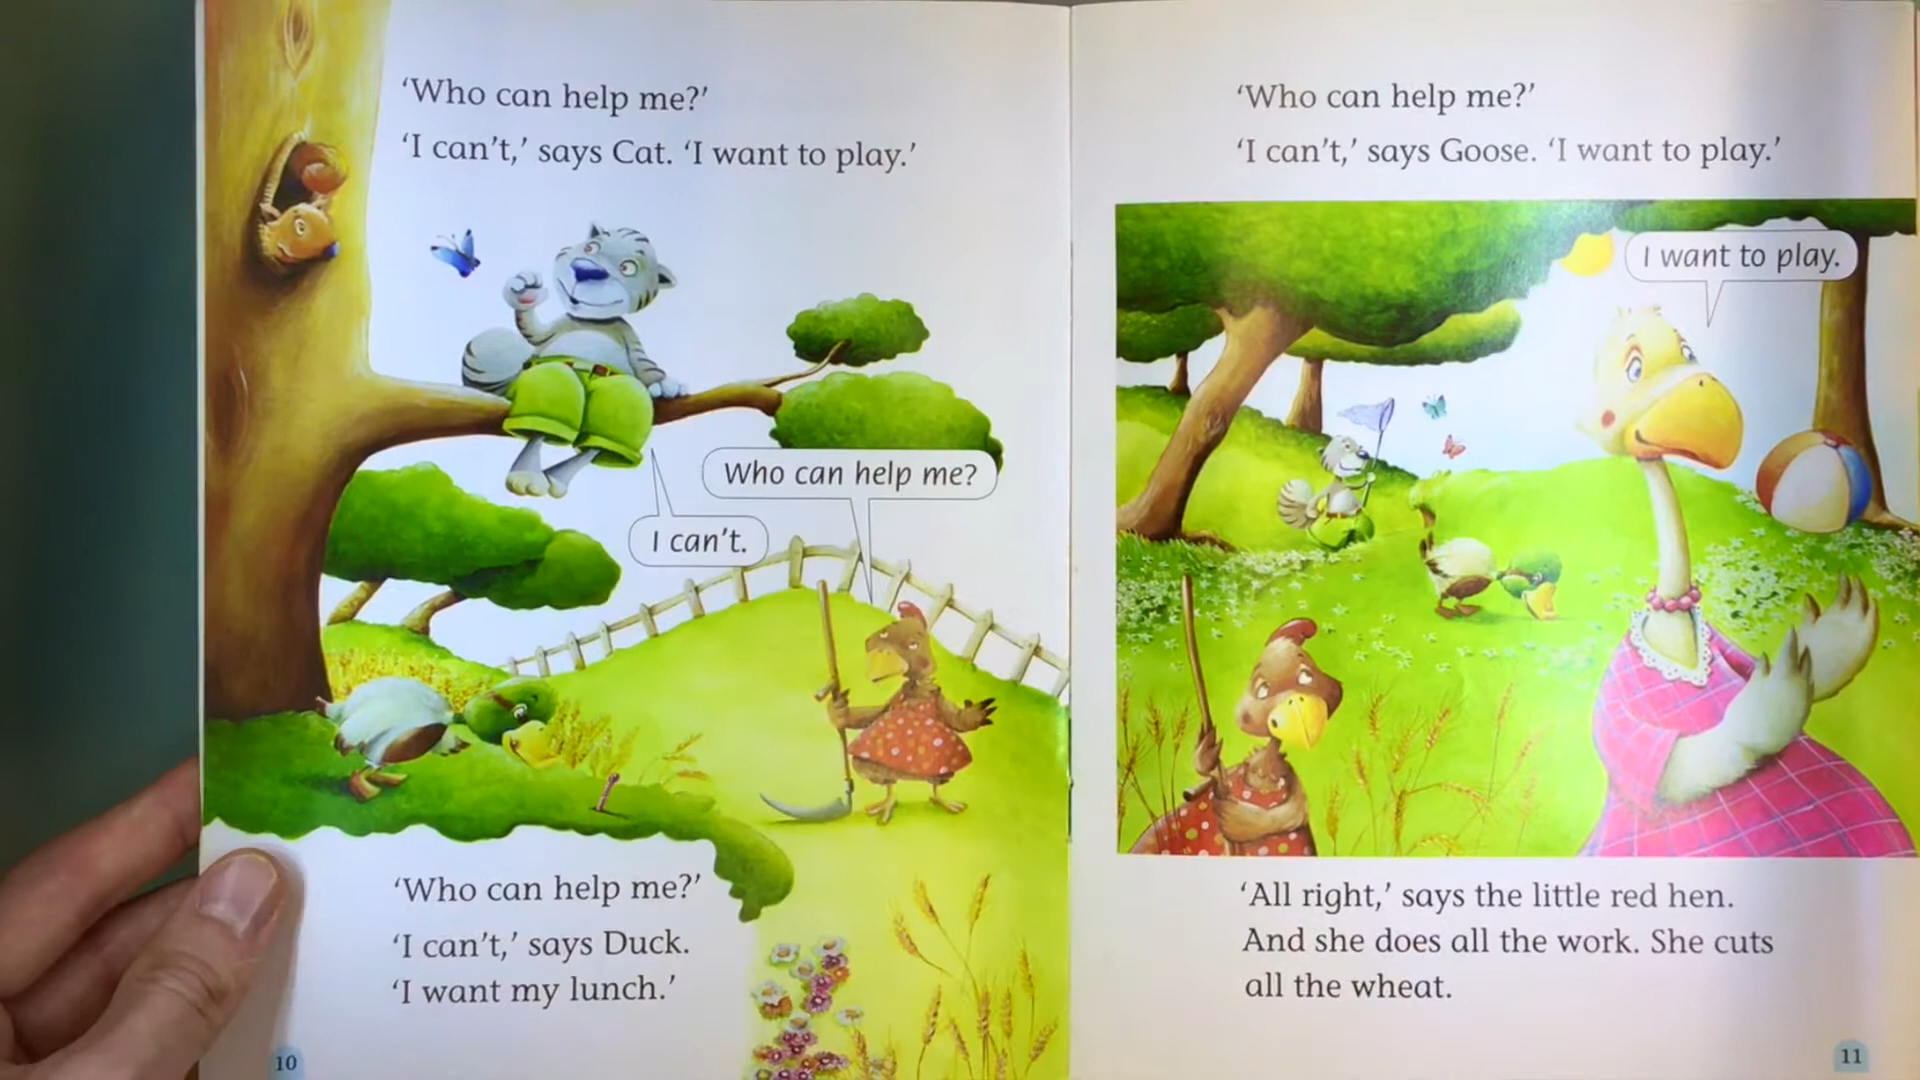 ‘Who can help me?’
‘I can’t,’ says Cat. ‘I want to play.’
Who can help me?
I can’t.
‘Who can help me?’
‘I can’t,’ says Duck.
‘I want my lunch.’
10
‘Who can help me?’
‘I can’t,’ says Goose. ‘I want to play.’
I want to play.
‘All right,’ says the little red hen.
And she does all the work. She cuts
all the wheat.
11